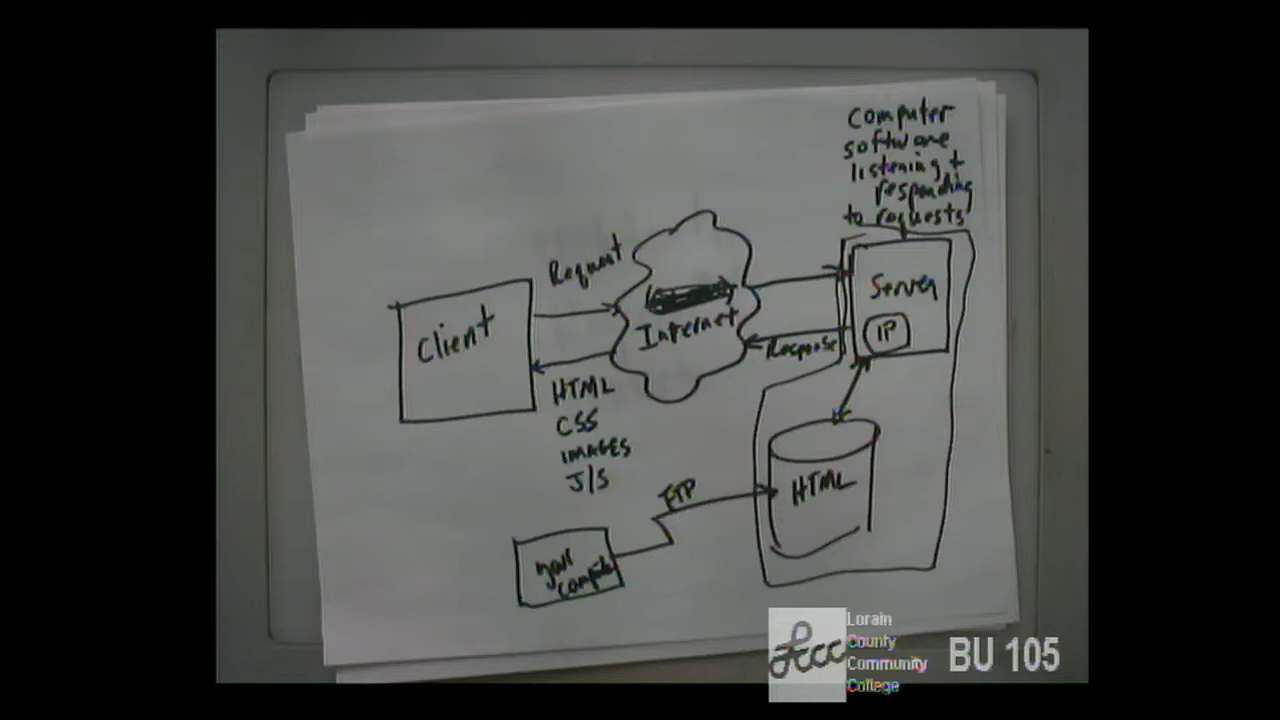 computer
software
listening +
responding
to requests
Request
Client
Internet
Server
IP
Response
HTML
CSS
IMAGES
J/S
HTML
FTP
your
computer
Lorain
County
Community
College
lccc
BU 105